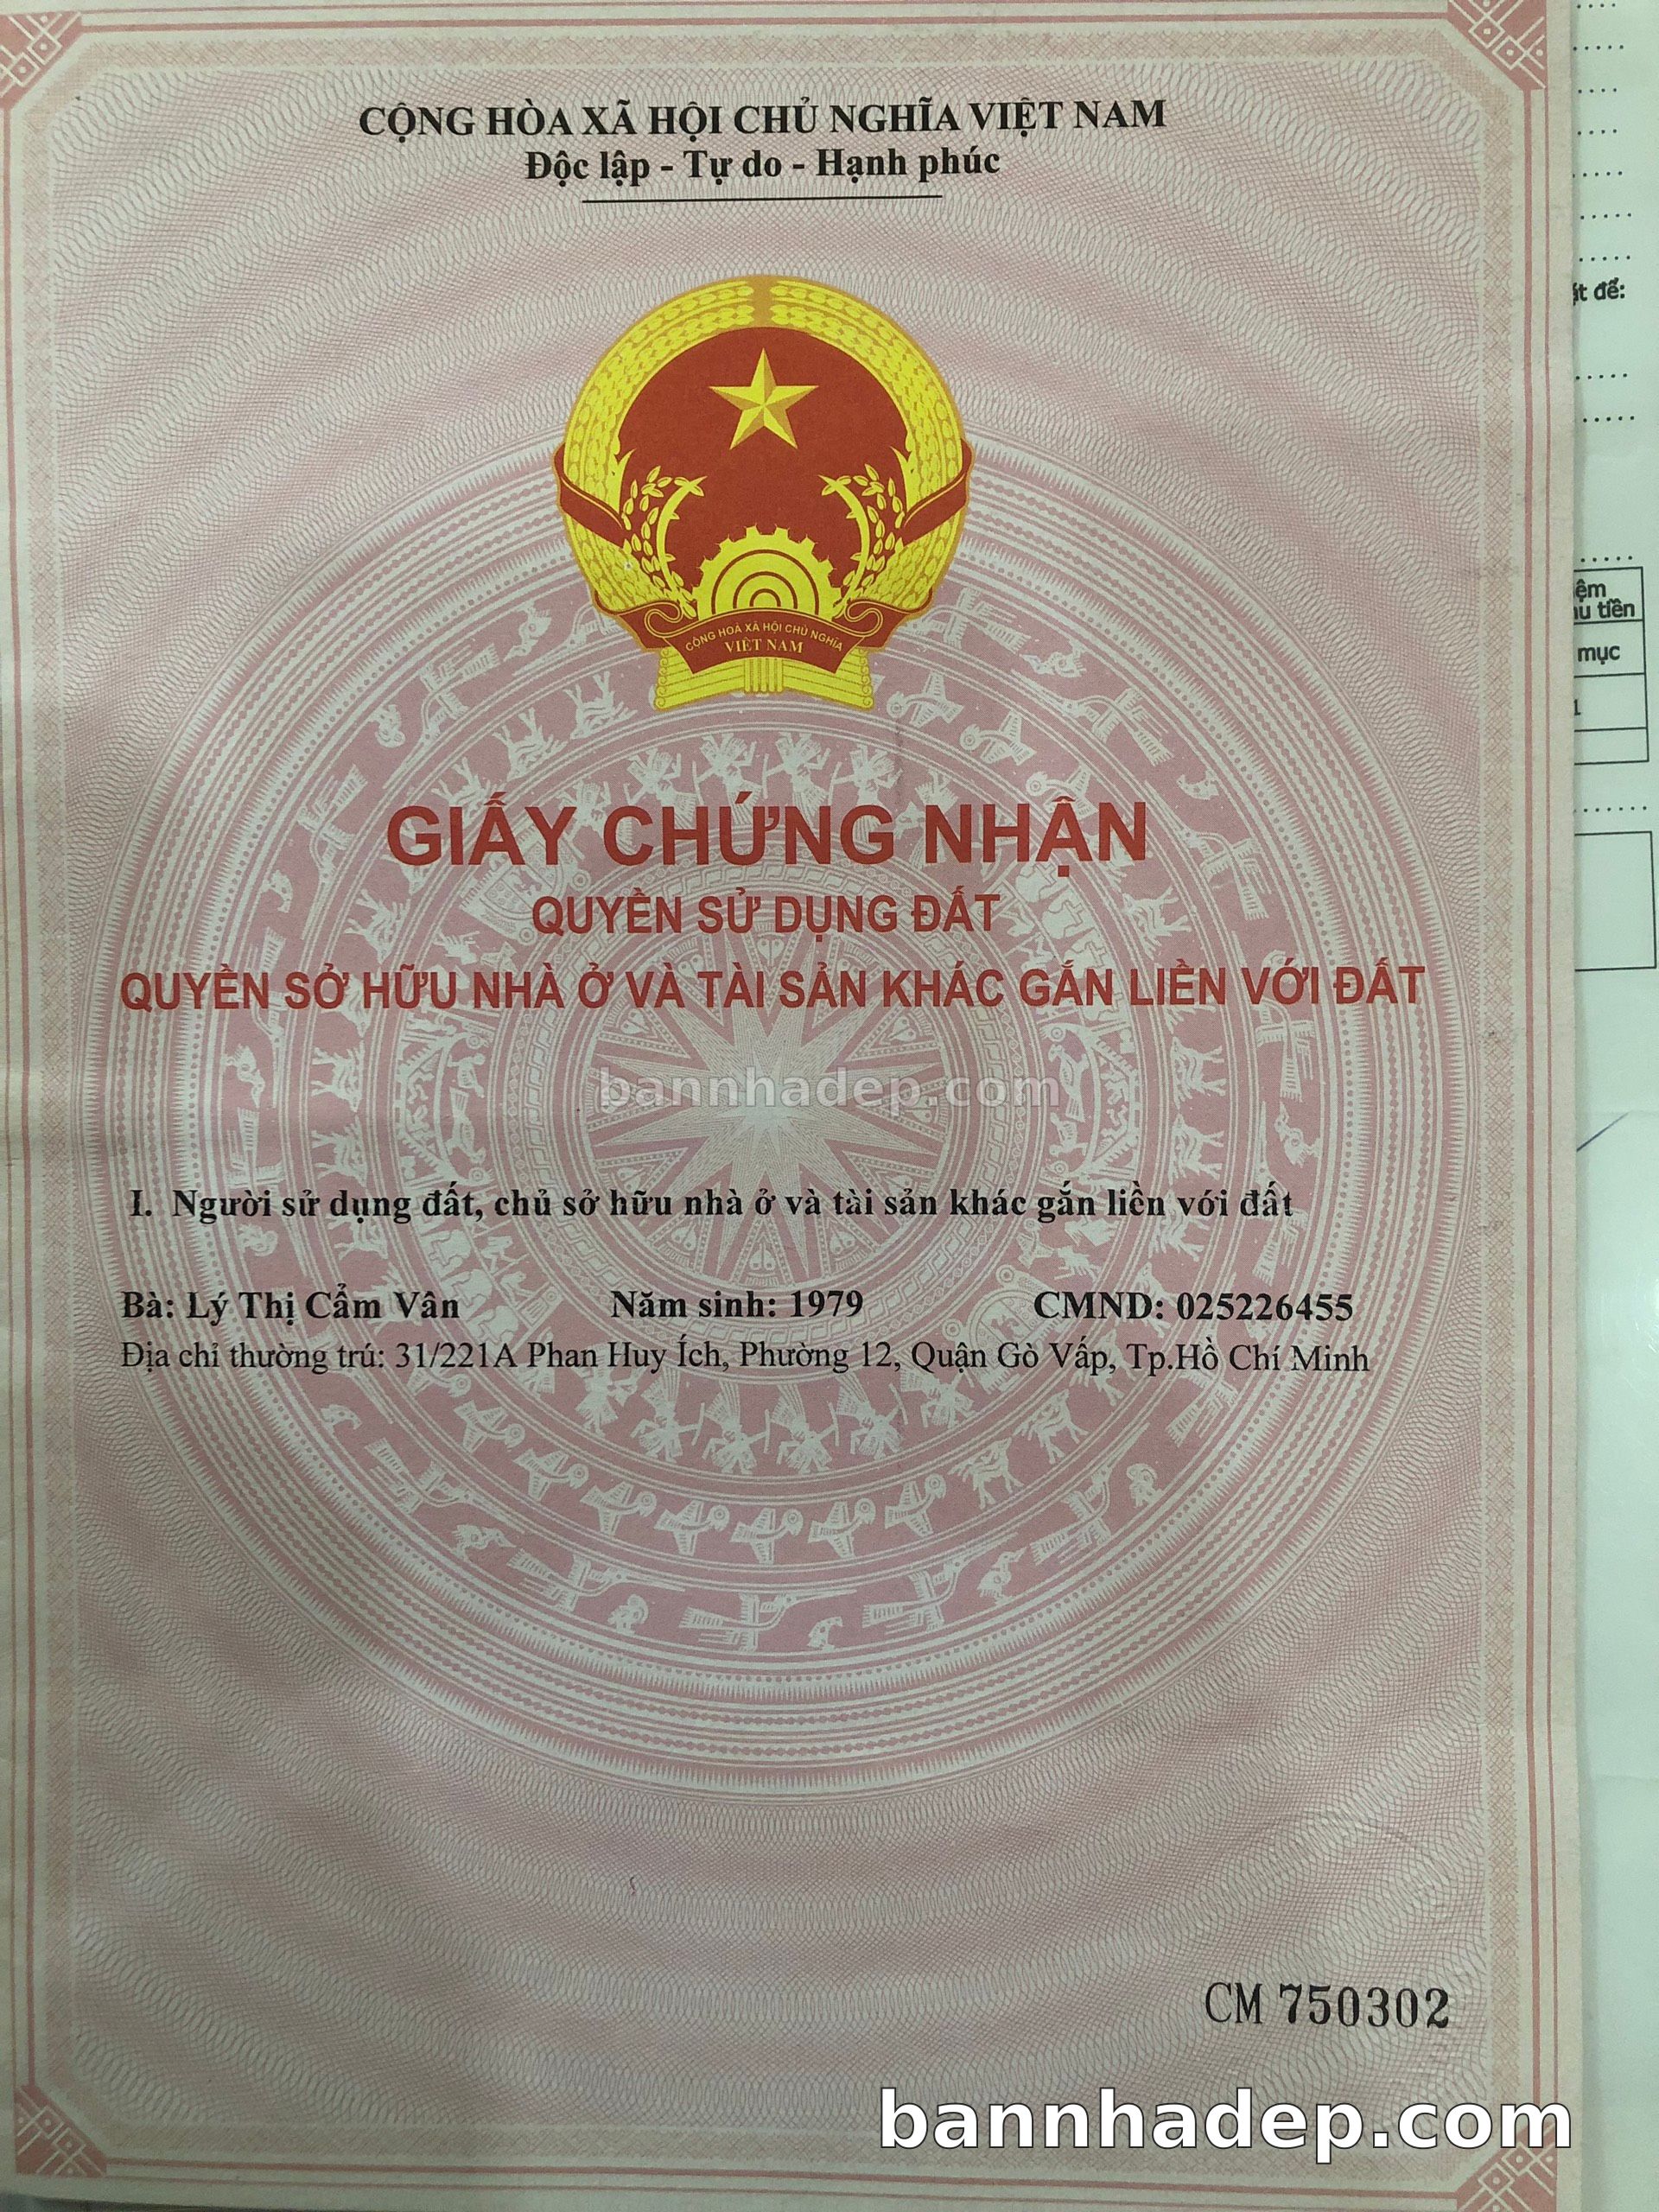 CỘNG HÒA XÃ HỘI CHỦ NGHĨA VIỆT NAM
Độc lập - Tự do - Hạnh phúc
CỘNG HOÀ XÃ HỘI CHỦ NGHĨA
VIỆT NAM
GIẤY CHỨNG NHẬN
QUYỀN SỬ DỤNG ĐẤT
QUYỀN SỞ HỮU NHÀ Ở VÀ TÀI SẢN KHÁC GẮN LIỀN VỚI ĐẤT
bannhadep.com
I. Người sử dụng đất, chủ sở hữu nhà ở và tài sản khác gắn liền với đất
Bà: Lý Thị Cẩm Vân Năm sinh: 1979 CMND: 025226455
Địa chỉ thường trú: 31/221A Phan Huy Ích, Phường 12, Quận Gò Vấp, Tp.Hồ Chí Minh
CM 750302
bannhadep.com
để:
tiền
mục